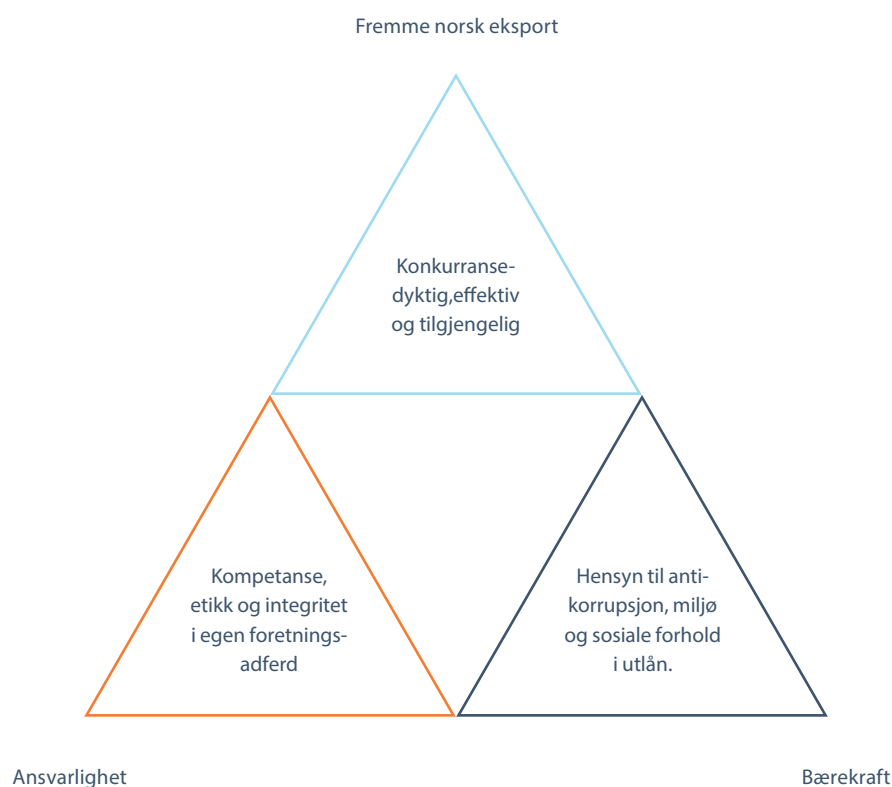 Fremme norsk eksport
Konkurranse-
dyktig,effektiv
og tilgjengelig
Kompetanse,
etikk og integritet
i egen foretnings-
adferd
Hensyn til anti-
korrupsjon, miljø
og sosiale forhold
i utlån.
Ansvarlighet
Bærekraft